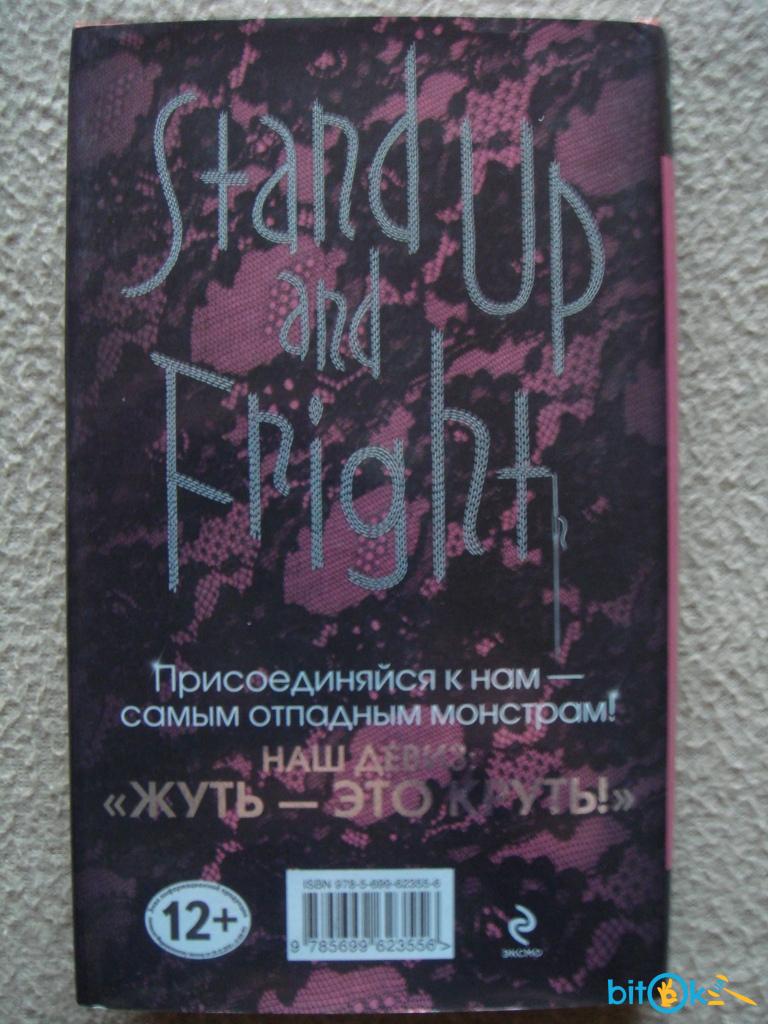 Stand Up
and
Fright
Присоединяйся к нам —
самым отпадным монстрам!
НАШ ДЕВИЗ:
«ЖУТЬ — ЭТО КРУТЬ!»
12+
ISBN 978-5-699-62355-6
9 785699 623556 >
ЭКСМО
bitOk